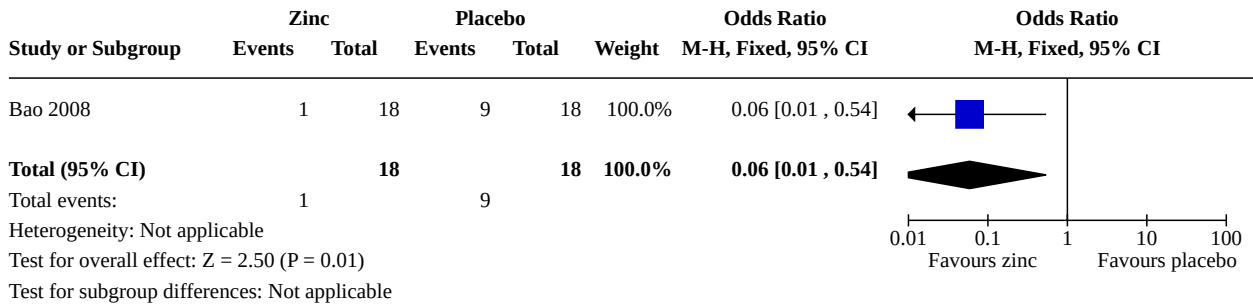 Zinc Placebo Odds Ratio Odds Ratio
Study or Subgroup Events Total Events Total Weight M-H, Fixed, 95% CI M-H, Fixed, 95% CI
Bao 2008 1 18 9 18 100.0% 0.06 [0.01 , 0.54]
Total (95% CI) 18 18 100.0% 0.06 [0.01 , 0.54]
Total events: 1 9
Heterogeneity: Not applicable
0.01 0.1 1 10 100
Test for overall effect: Z = 2.50 (P = 0.01)
Favours zinc Favours placebo
Test for subgroup differences: Not applicable